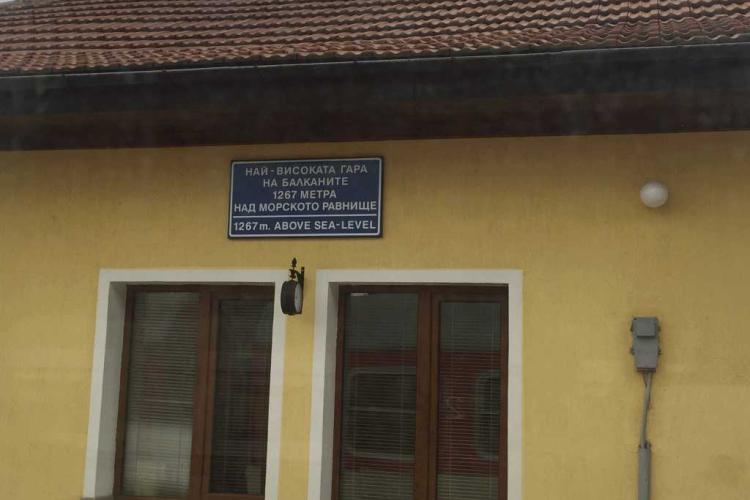 НАЙ-ВИСОКАТА ГАРА
НА БАЛКАНИТЕ
1267 МЕТРА
НАД МОРСКОТО РАВНИЩЕ
1267m. ABOVE SEA-LEVEL